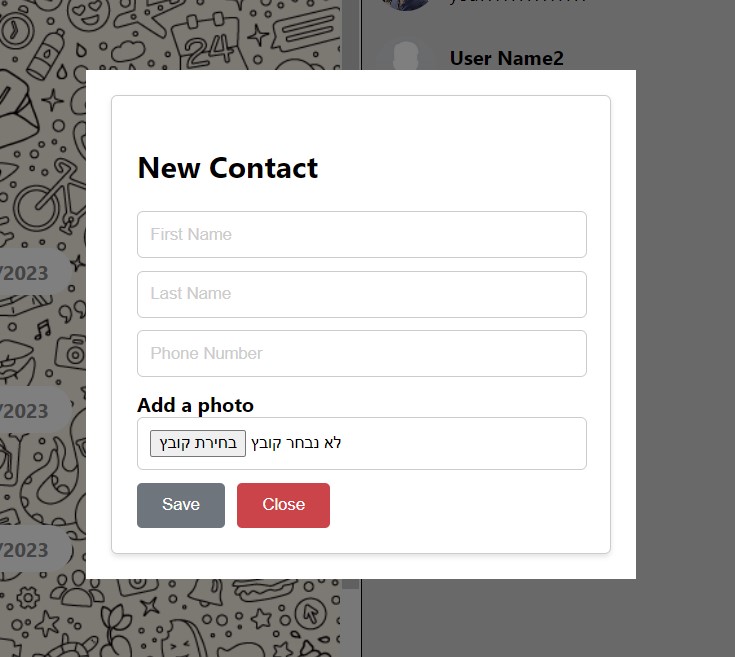 24
User Name2
New Contact
First Name
Last Name
Phone Number
Add a photo
בחירת קובץ לא נבחר קובץ
Save Close
/2023
/2023
/2023